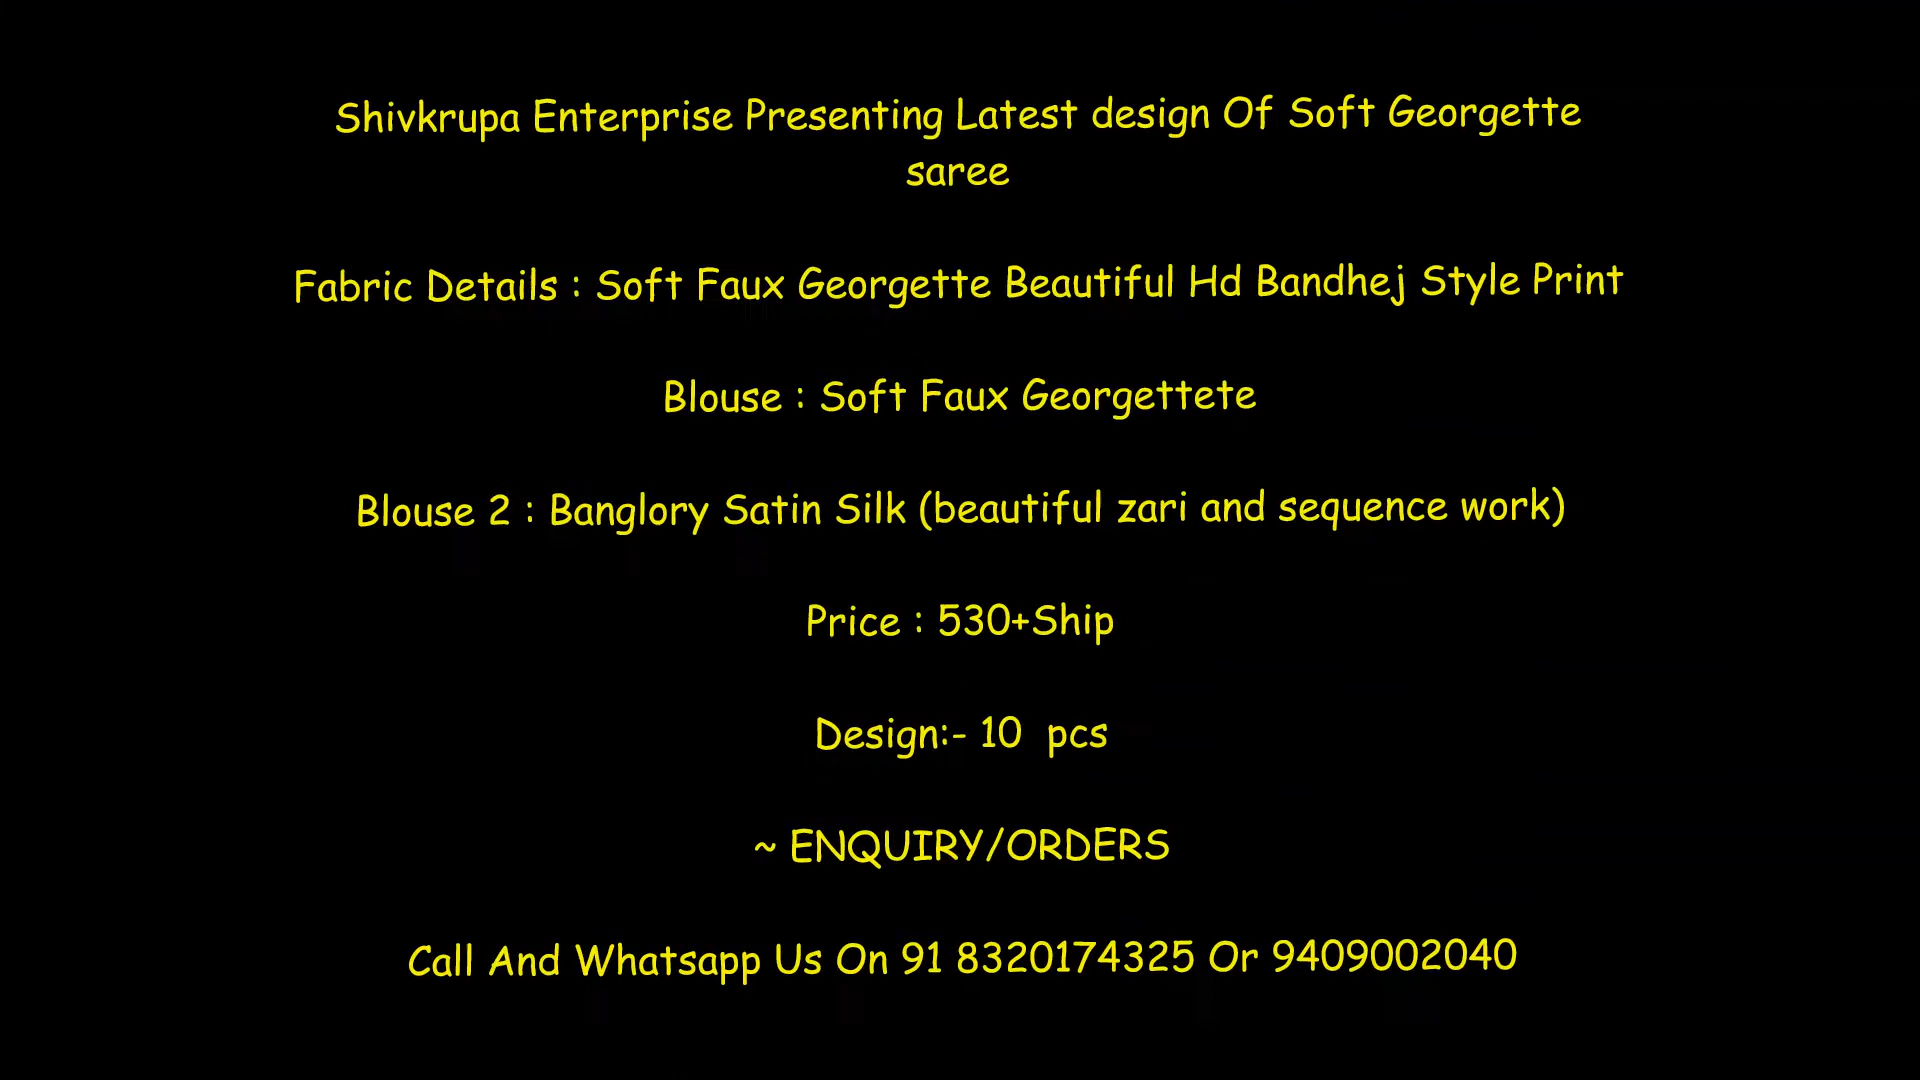 Shivkrupa Enterprise Presenting Latest design Of Soft Georgette
saree
Fabric Details : Soft Faux Georgette Beautiful Hd Bandhej Style Print
Blouse : Soft Faux Georgettete
Blouse 2 : Banglory Satin Silk (beautiful zari and sequence work)
Price : 530+Ship
Design:- 10  pcs
~ ENQUIRY/ORDERS
Call And Whatsapp Us On 91 8320174325 Or 9409002040